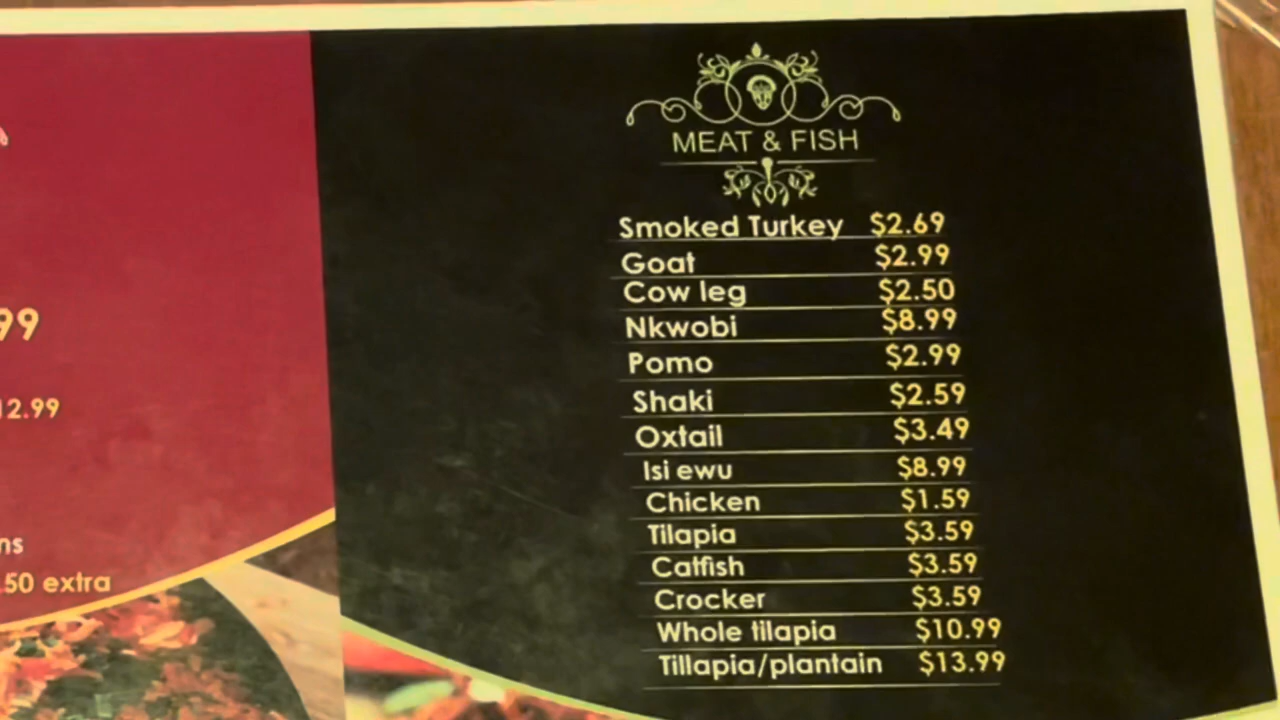 99
12.99
ns
.50 extra
MEAT & FISH
Smoked Turkey $2.69
Goat $2.99
Cow leg $2.50
Nkwobi $8.99
Pomo $2.99
Shaki $2.59
Oxtail $3.49
Isi ewu $8.99
Chicken $1.59
Tilapia $3.59
Catfish $3.59
Crocker $3.59
Whole tilapia $10.99
Tillapia/plantain $13.99